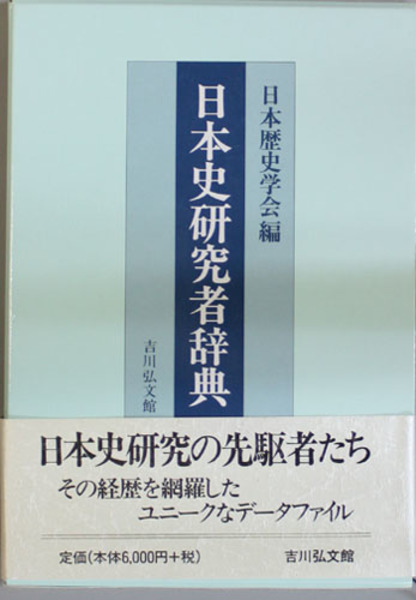 日本歴史学会編
日本史研究者辞典
吉川弘文館
日本史研究の先駆者たち
その経歴を網羅した
ユニークなデータファイル
定価(本体6,000円+税)
吉川弘文館